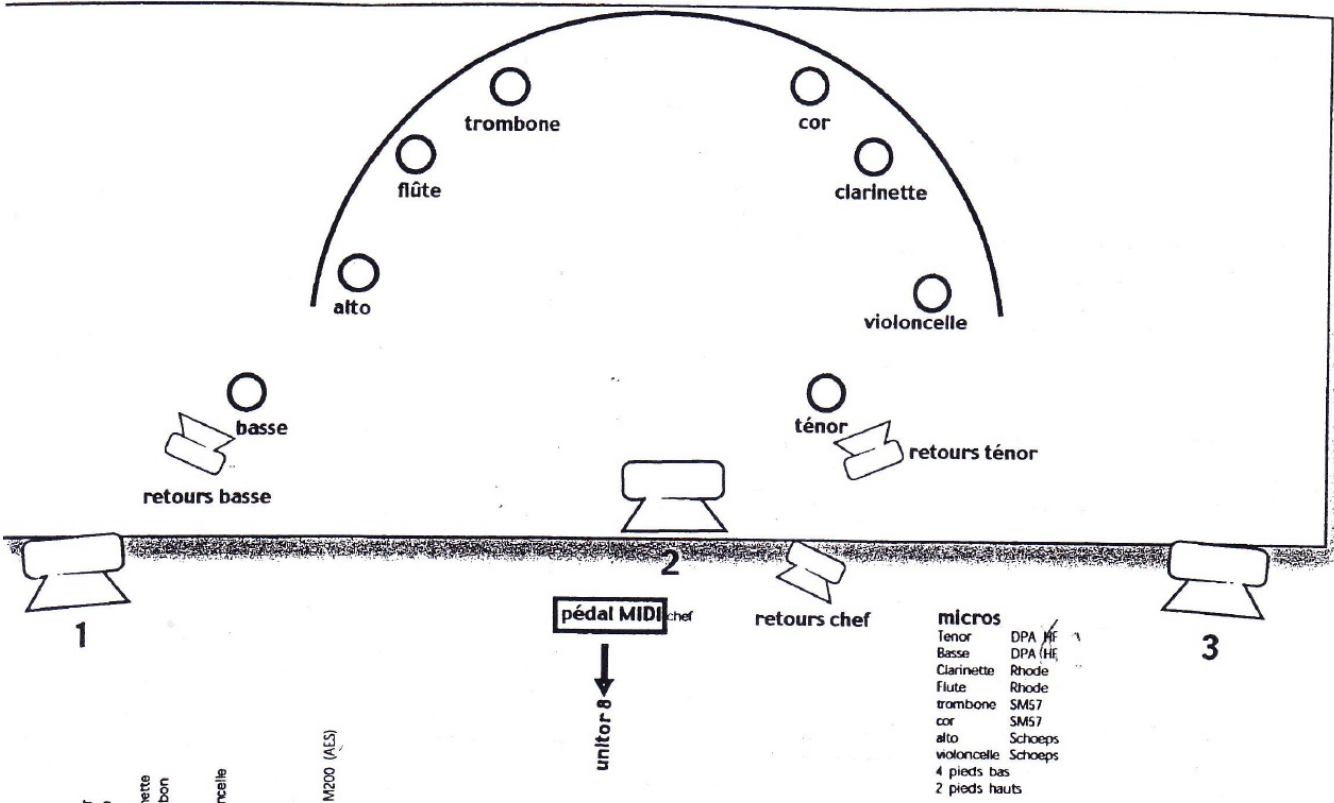 trombone
cor
flûte
clarinette
alto
violoncelle
basse
ténor
retours ténor
retours basse
2
1
pédal MIDI chef
retours chef
3
unitor 8
micros
Tenor DPA HF
Basse DPA (HF
Clarinette Rhode
Flute Rhode
trombone SM57
cor SM57
alto Schoeps
violoncelle Schoeps
4 pieds bas
2 pieds hauts
M200 (AES)